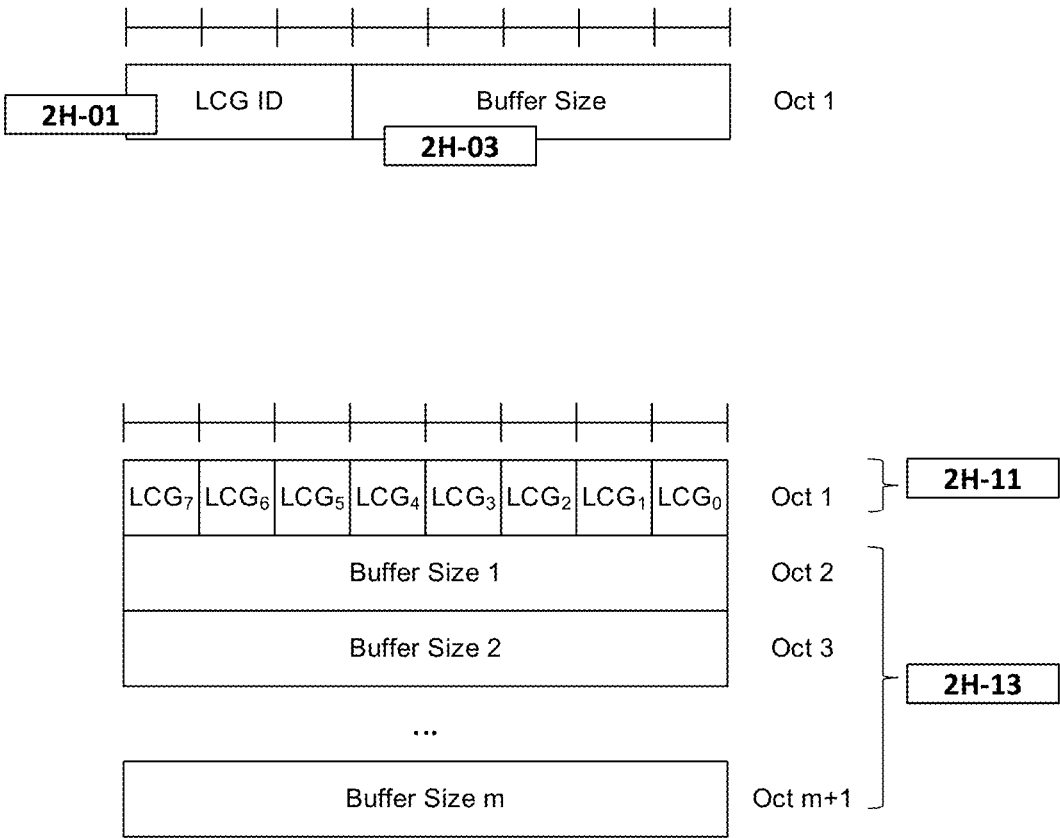 LCG ID Buffer Size Oct 1
2H-01
2H-03
LCG₇ LCG₆ LCG₅ LCG₄ LCG₃ LCG₂ LCG₁ LCG₀ Oct 1 2H-11
Buffer Size 1 Oct 2
Buffer Size 2 Oct 3
2H-13
...
Buffer Size m Oct m+1